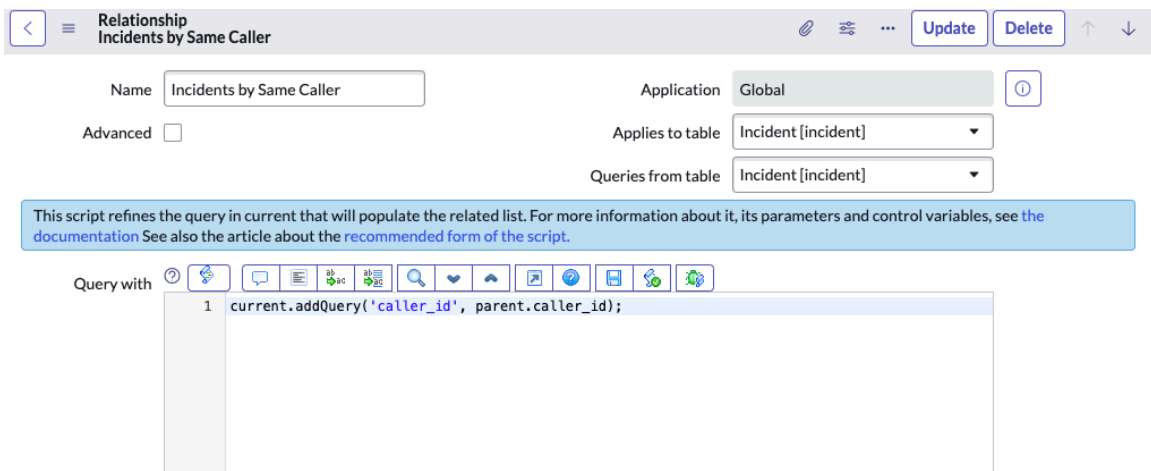 Relationship
Incidents by Same Caller
Update
Delete
Name
Incidents by Same Caller
Application
Global
Advanced
Applies to table
Incident [incident]
Queries from table
Incident [incident]
This script refines the query in current that will populate the related list. For more information about it, its parameters and control variables, see the
documentation See also the article about the recommended form of the script.
Query with
1 current.addQuery('caller_id', parent.caller_id);